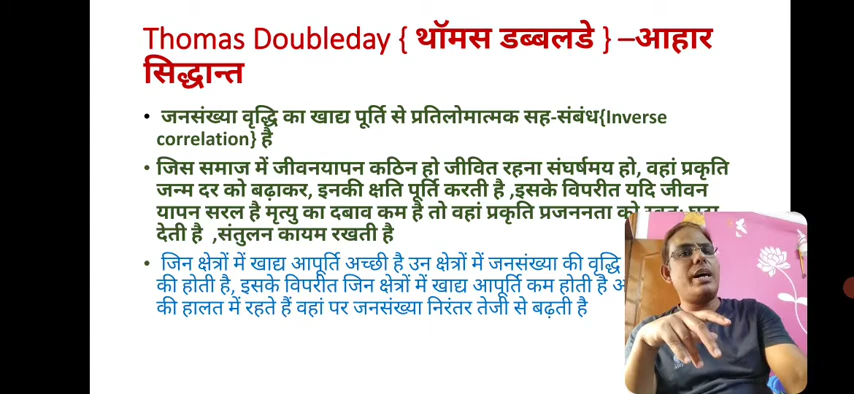 Thomas Doubleday { थॉमस डब्बलडे } –आहार
सिद्धान्त
• जनसंख्या वृद्धि का खाद्य पूर्ति से प्रतिलोमात्मक सह-संबंध{Inverse
correlation} है
• जिस समाज में जीवनयापन कठिन हो जीवित रहना संघर्षमय हो, वहां प्रकृति
जन्म दर को बढ़ाकर, इनकी क्षति पूर्ति करती है ,इसके विपरीत यदि जीवन
यापन सरल है मृत्यु का दबाव कम है तो वहां प्रकृति प्रजननता को
देती है ,संतुलन कायम रखती है
• जिन क्षेत्रों में खाद्य आपूर्ति अच्छी है उन क्षेत्रों में जनसंख्या की वृद्धि
की होती है, इसके विपरीत जिन क्षेत्रों में खाद्य आपूर्ति कम होती है
की हालत में रहते हैं वहां पर जनसंख्या निरंतर तेजी से बढ़ती है